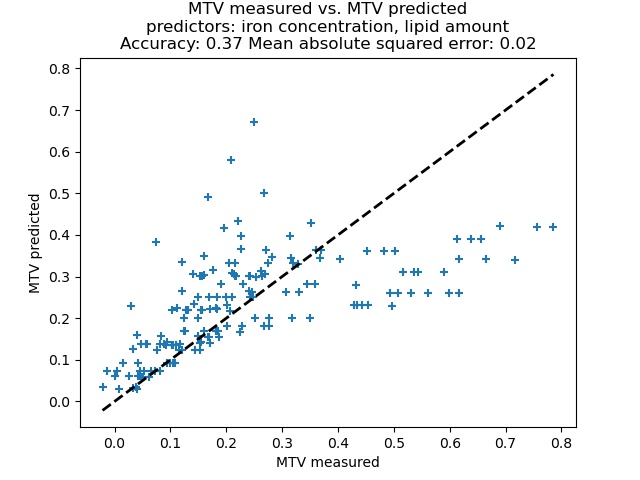 MTV measured vs. MTV predicted
predictors: iron concentration, lipid amount
Accuracy: 0.37 Mean absolute squared error: 0.02
0.8
0.7
0.6
0.5
0.4
0.3
0.2
0.1
0.0
MTV predicted
0.0 0.1 0.2 0.3 0.4 0.5 0.6 0.7 0.8
MTV measured